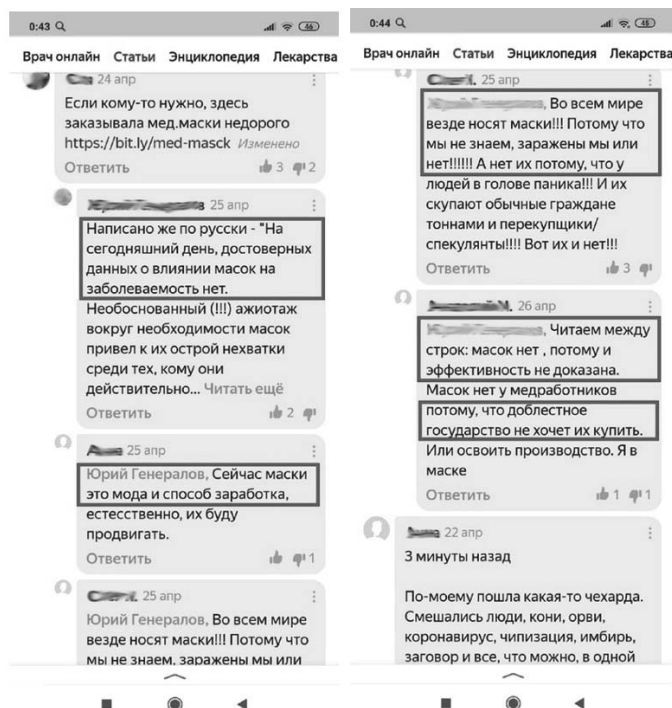 0:43
46
Врач онлайн Статьи Энциклопедия Лекарства
24 апр
Если кому-то нужно, здесь
заказывала мед.маски недорого
https://bit.ly/med-masck Изменено
Ответить 3 2
25 апр
Написано же по русски - "На
сегодняшний день, достоверных
данных о влиянии масок на
заболеваемость нет.
Необоснованный (!!!) ажиотаж
вокруг необходимости масок
привел к их острой нехватки
среди тех, кому они
действительно... Читать ещё
Ответить 2
25 апр
Юрий Генералов, Сейчас маски
это мода и способ заработка,
естесственно, их буду
продвигать.
Ответить 1
25 апр
Юрий Генералов, Во всем мире
везде носят маски!!! Потому что
мы не знаем, заражены мы или
0:44
45
Врач онлайн Статьи Энциклопедия Лекарства
25 апр
, Во всем мире
везде носят маски!!! Потому что
мы не знаем, заражены мы или
нет!!!!!! А нет их потому, что у
людей в голове паника!!! И их
скупают обычные граждане
тоннами и перекупщики/
спекулянты!!!! Вот их и нет!!!
Ответить 3
26 апр
, Читаем между
строк: масок нет , потому и
эффективность не доказана.
Масок нет у медработников
потому, что доблестное
государство не хочет их купить.
Или освоить производство. Я в
маске
Ответить 1 1
22 апр
3 минуты назад
По-моему пошла какая-то чехарда.
Смешались люди, кони, орви,
коронавирус, чипизация, имбирь,
заговор и все, что можно, в одной